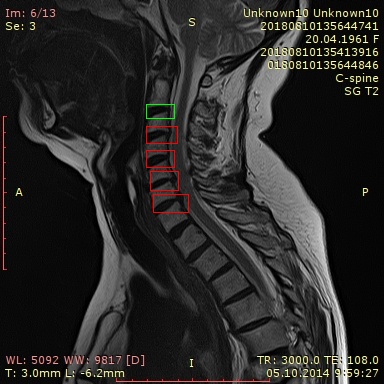 Im: 6/13
Se: 3
S
Unknown10 Unknown10
20180810135644741
20.04.1961 F
20180810135413916
0180810135644846
C-spine
SG T2
A
P
WL: 5092 WW: 9817 [D]
T: 3.0mm L: -6.2mm
I
TR: 3000.0 TE: 108.0
05.10.2014 9:59:27